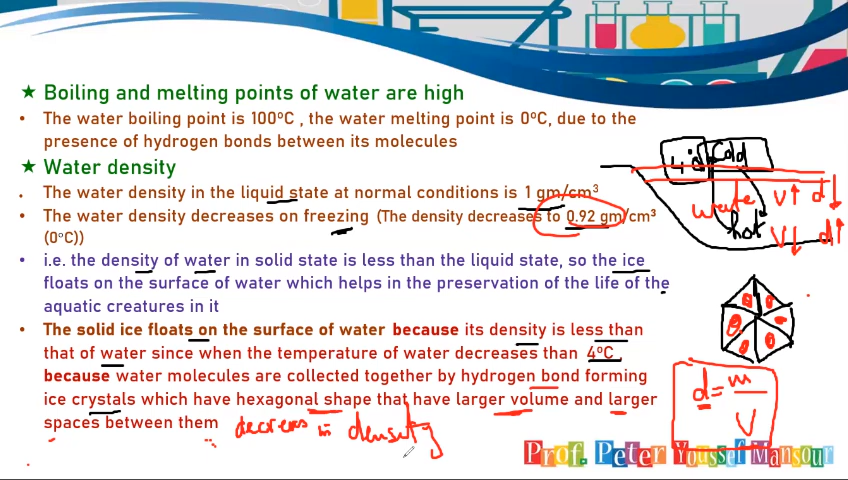 ★ Boiling and melting points of water are high
• The water boiling point is 100°C , the water melting point is 0°C, due to the
presence of hydrogen bonds between its molecules
★ Water density
• The water density in the liquid state at normal conditions is 1 gm/cm³
• The water density decreases on freezing (The density decreases to 0.92 gm/cm³
(0°C))
• i.e. the density of water in solid state is less than the liquid state, so the ice
floats on the surface of water which helps in the preservation of the life of the
aquatic creatures in it
• The solid ice floats on the surface of water because its density is less than
that of water since when the temperature of water decreases than 4°C
because water molecules are collected together by hydrogen bond forming
ice crystals which have hexagonal shape that have larger volume and larger
spaces between them
decreas in density
cold
V↑ d↓
hot
V↓ d↑
d = m
V
Prof. Peter Youssef Mansour